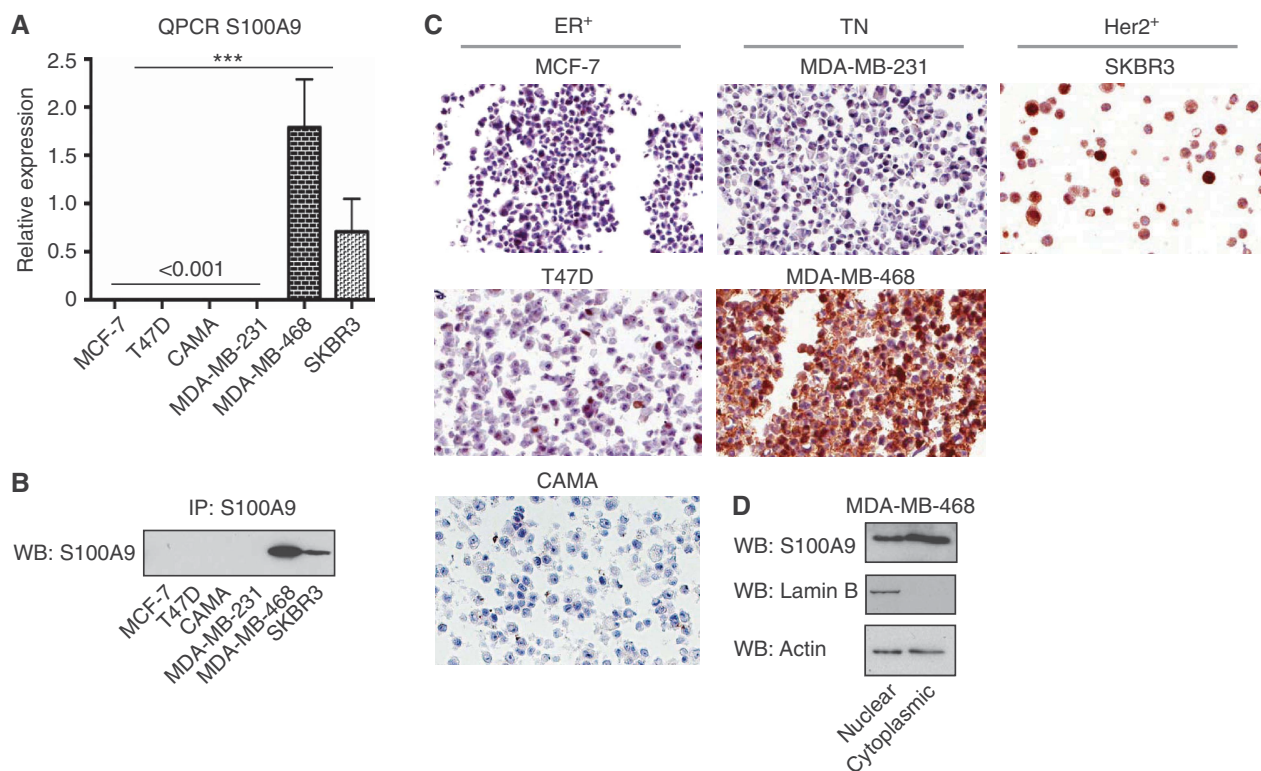 A
QPCR S100A9
Relative expression
2.5
2.0
1.5
1.0
0.5
0
***
<0.001
MCF-7
T47D
CAMA
MDA-MB-231
MDA-MB-468
SKBR3
B
IP: S100A9
WB: S100A9
MCF-7
T47D
CAMA
MDA-MB-231
MDA-MB-468
SKBR3
C
ER+
TN
Her2+
MCF-7
MDA-MB-231
SKBR3
T47D
MDA-MB-468
CAMA
D
MDA-MB-468
WB: S100A9
WB: Lamin B
WB: Actin
Nuclear
Cytoplasmic